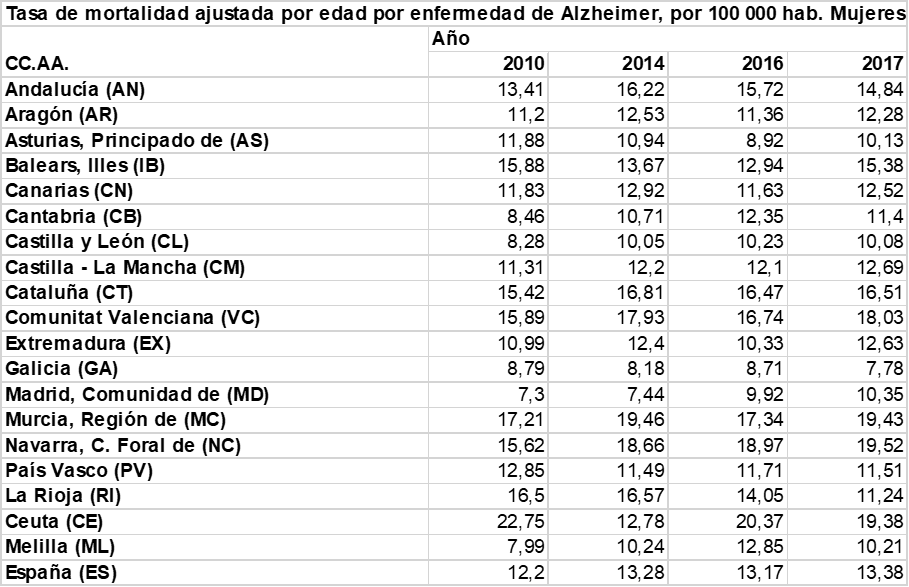 Tasa de mortalidad ajustada por edad por enfermedad de Alzheimer, por 100 000 hab. Mujeres
Año
CC.AA. 2010 2014 2016 2017
Andalucía (AN) 13,41 16,22 15,72 14,84
Aragón (AR) 11,2 12,53 11,36 12,28
Asturias, Principado de (AS) 11,88 10,94 8,92 10,13
Balears, Illes (IB) 15,88 13,67 12,94 15,38
Canarias (CN) 11,83 12,92 11,63 12,52
Cantabria (CB) 8,46 10,71 12,35 11,4
Castilla y León (CL) 8,28 10,05 10,23 10,08
Castilla - La Mancha (CM) 11,31 12,2 12,1 12,69
Cataluña (CT) 15,42 16,81 16,47 16,51
Comunitat Valenciana (VC) 15,89 17,93 16,74 18,03
Extremadura (EX) 10,99 12,4 10,33 12,63
Galicia (GA) 8,79 8,18 8,71 7,78
Madrid, Comunidad de (MD) 7,3 7,44 9,92 10,35
Murcia, Región de (MC) 17,21 19,46 17,34 19,43
Navarra, C. Foral de (NC) 15,62 18,66 18,97 19,52
País Vasco (PV) 12,85 11,49 11,71 11,51
La Rioja (RI) 16,5 16,57 14,05 11,24
Ceuta (CE) 22,75 12,78 20,37 19,38
Melilla (ML) 7,99 10,24 12,85 10,21
España (ES) 12,2 13,28 13,17 13,38